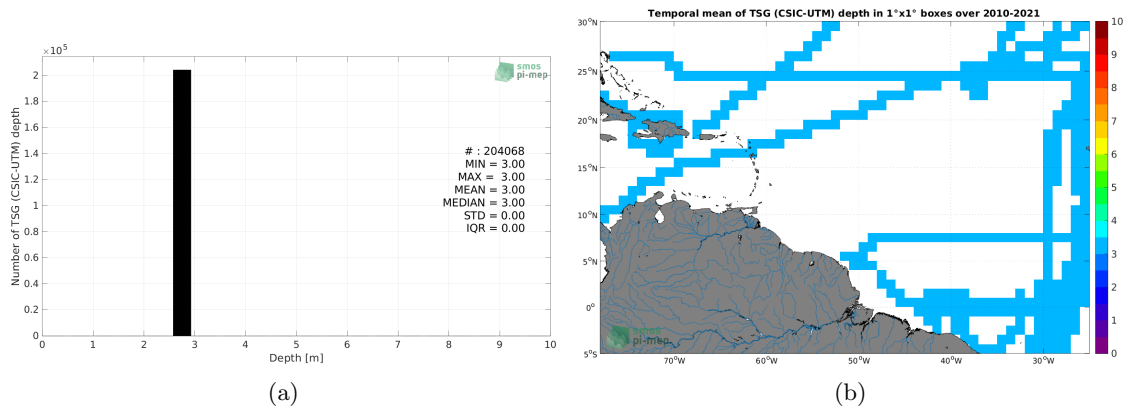 ×10⁵
2
1.8
1.6
1.4
1.2
1
0.8
0.6
0.4
0.2
0
Number of TSG (CSIC-UTM) depth
smos
pi-mep
# : 204068
MIN = 3.00
MAX = 3.00
MEAN = 3.00
MEDIAN = 3.00
STD = 0.00
IQR = 0.00
0 1 2 3 4 5 6 7 8 9 10
Depth [m]
(a)
Temporal mean of TSG (CSIC-UTM) depth in 1°x1° boxes over 2010-2021
30°N
25°N
20°N
15°N
10°N
5°N
0°
5°S
70°W 60°W 50°W 40°W 30°W
smos
pi-mep
10
9
8
7
6
5
4
3
2
1
0
(b)